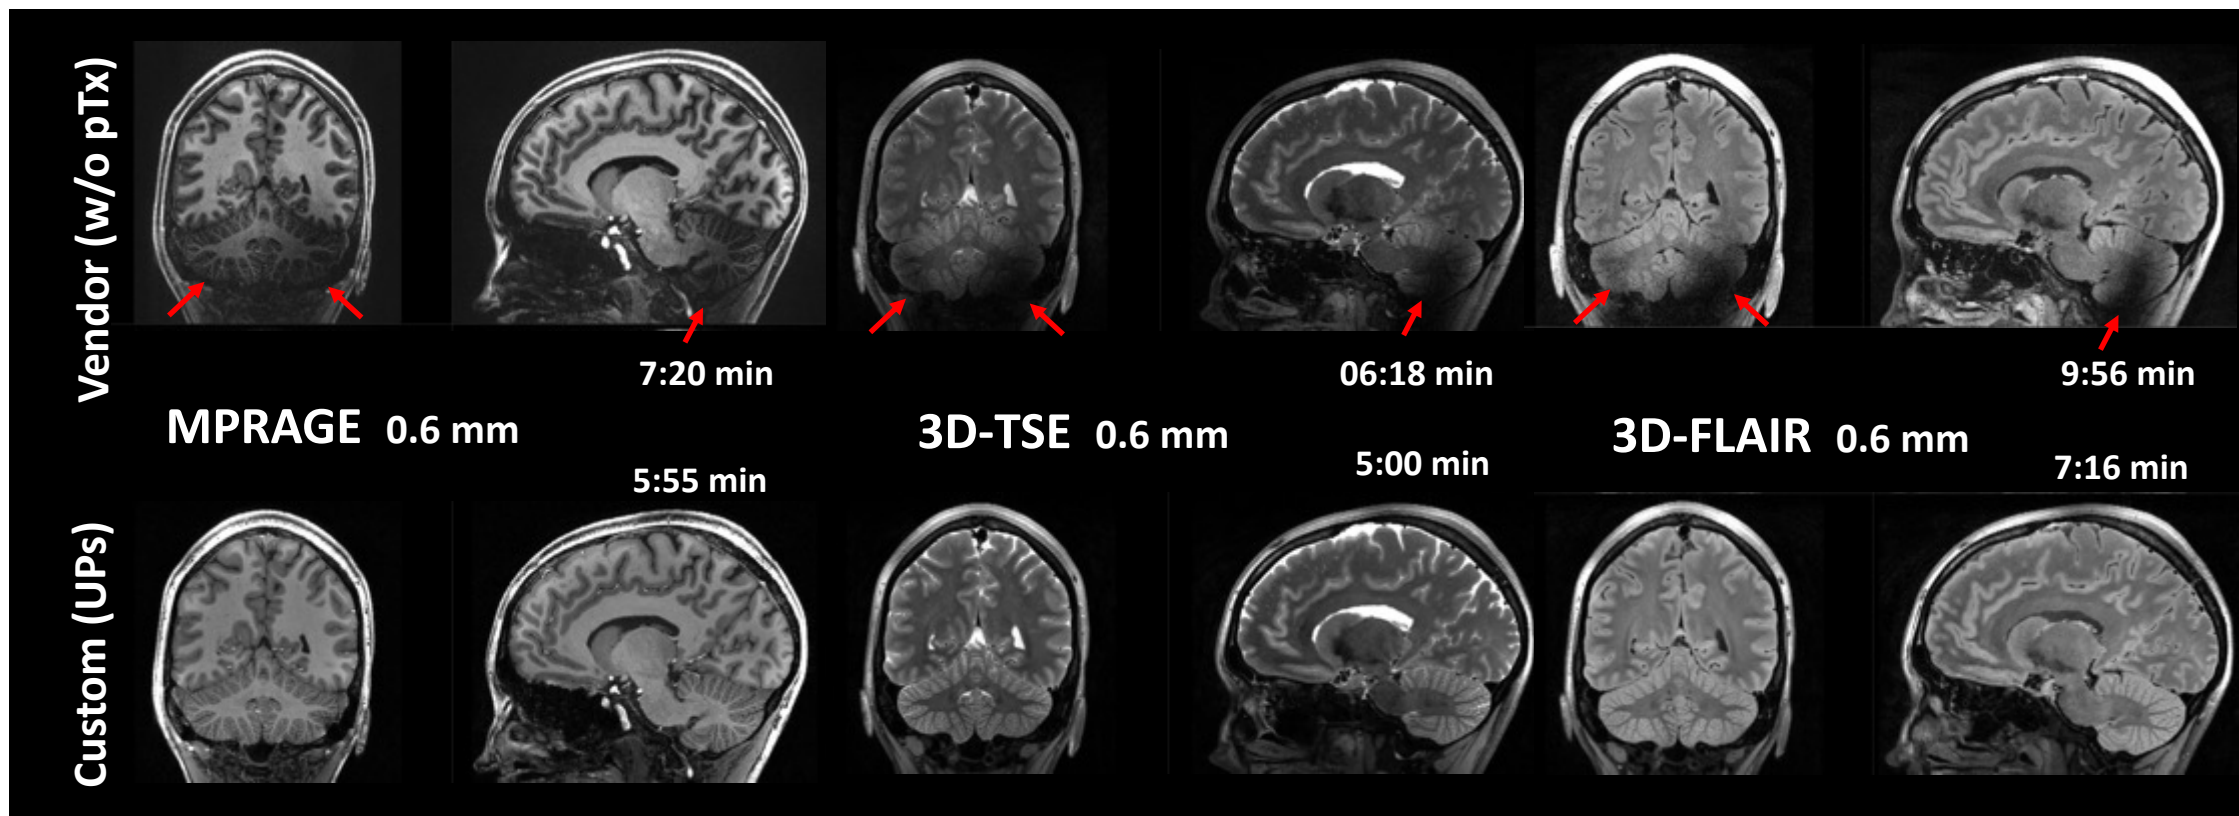 Vendor (w/o pTx)
7:20 min
06:18 min
9:56 min
MPRAGE 0.6 mm
3D-TSE 0.6 mm
3D-FLAIR 0.6 mm
5:55 min
5:00 min
7:16 min
Custom (UPs)